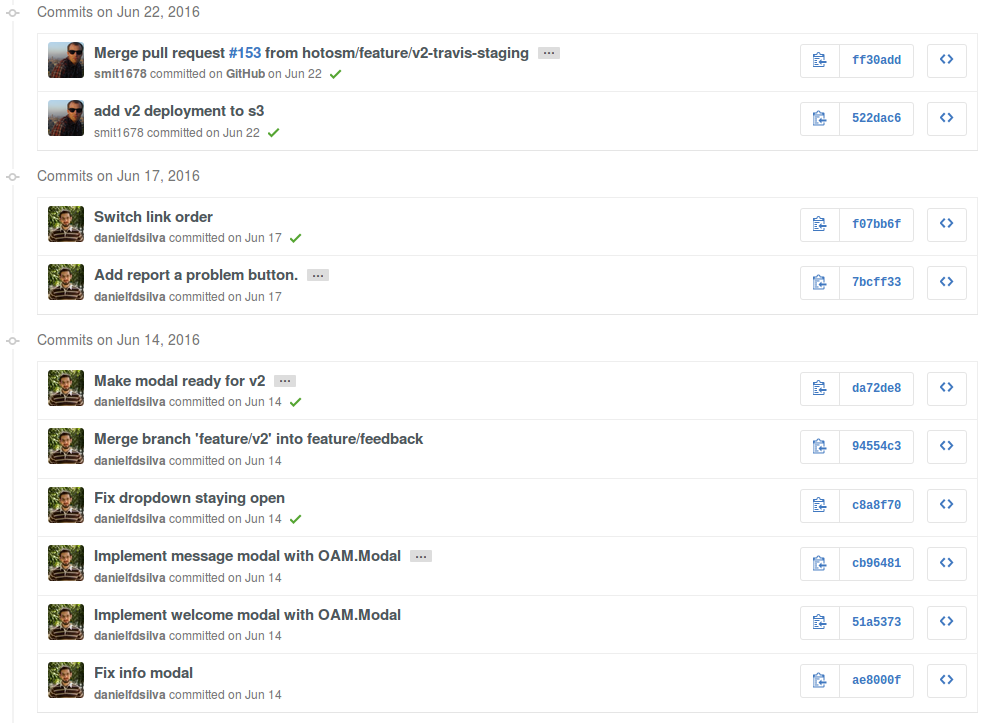 Commits on Jun 22, 2016
Merge pull request #153 from hotosm/feature/v2-travis-staging ...
smit1678 committed on GitHub on Jun 22
ff30add
add v2 deployment to s3
smit1678 committed on Jun 22
522dac6
Commits on Jun 17, 2016
Switch link order
danielfdsilva committed on Jun 17
f07bb6f
Add report a problem button. ...
danielfdsilva committed on Jun 17
7bcff33
Commits on Jun 14, 2016
Make modal ready for v2 ...
danielfdsilva committed on Jun 14
da72de8
Merge branch 'feature/v2' into feature/feedback
danielfdsilva committed on Jun 14
94554c3
Fix dropdown staying open
danielfdsilva committed on Jun 14
c8a8f70
Implement message modal with OAM.Modal ...
danielfdsilva committed on Jun 14
cb96481
Implement welcome modal with OAM.Modal
danielfdsilva committed on Jun 14
51a5373
Fix info modal
danielfdsilva committed on Jun 14
ae8000f